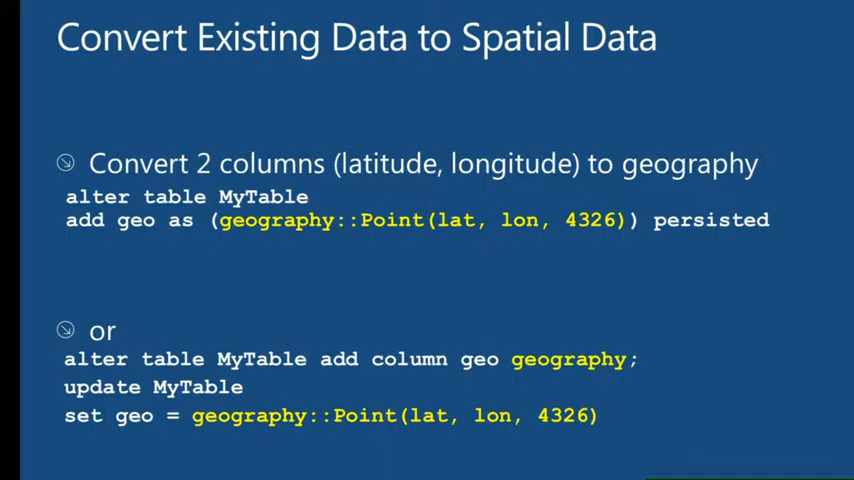 Convert Existing Data to Spatial Data
Convert 2 columns (latitude, longitude) to geography
alter table MyTable
add geo as (geography::Point(lat, lon, 4326)) persisted
or
alter table MyTable add column geo geography;
update MyTable
set geo = geography::Point(lat, lon, 4326)